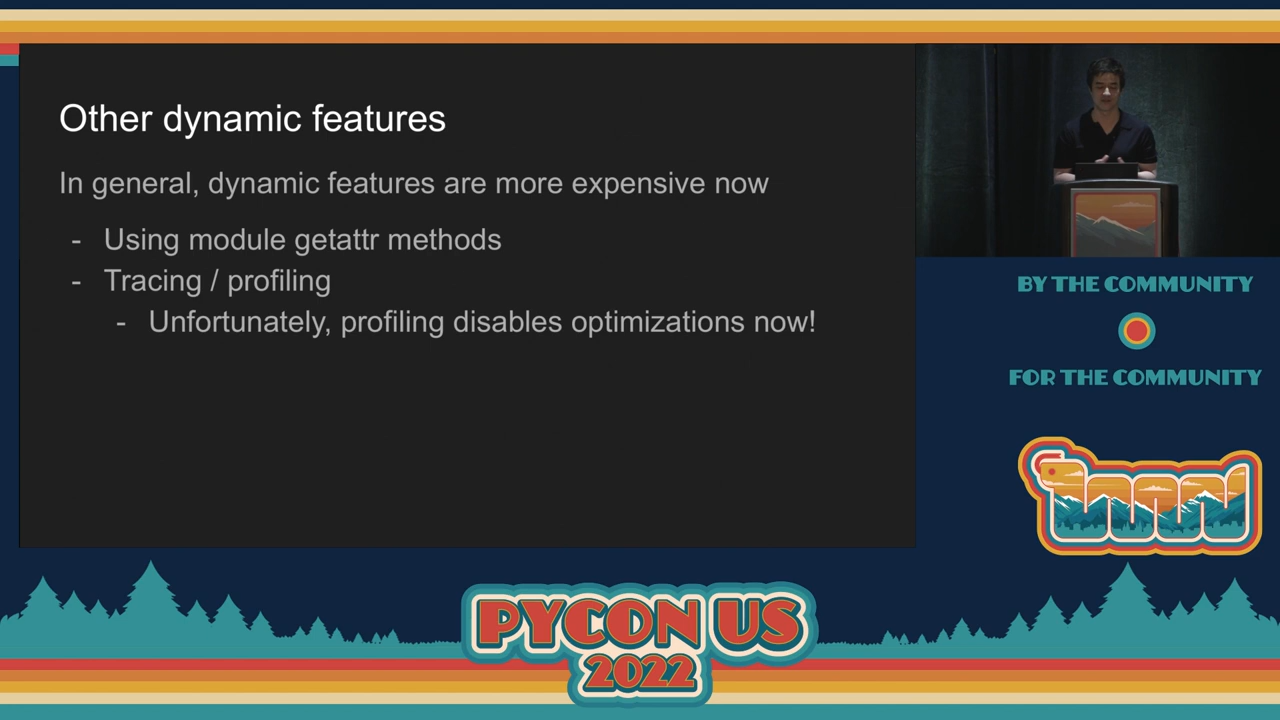 Other dynamic features
In general, dynamic features are more expensive now
- Using module getattr methods
- Tracing / profiling
- Unfortunately, profiling disables optimizations now!
BY THE COMMUNITY
FOR THE COMMUNITY
PYCON US
2022